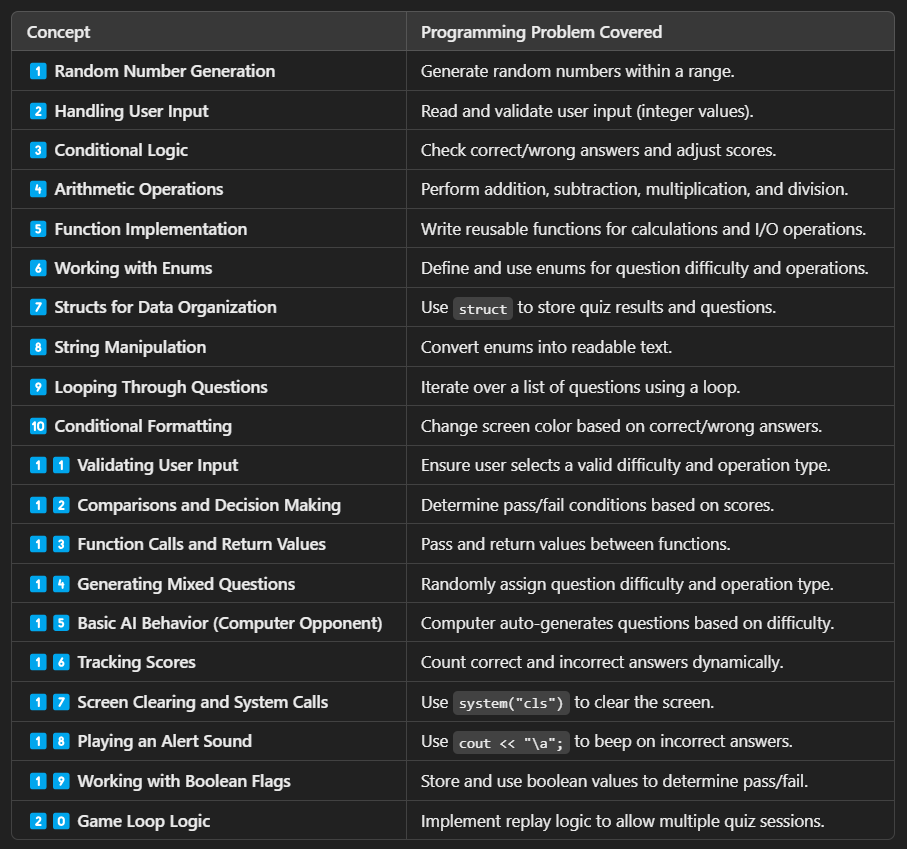 Concept Programming Problem Covered
1 Random Number Generation Generate random numbers within a range.
2 Handling User Input Read and validate user input (integer values).
3 Conditional Logic Check correct/wrong answers and adjust scores.
4 Arithmetic Operations Perform addition, subtraction, multiplication, and division.
5 Function Implementation Write reusable functions for calculations and I/O operations.
6 Working with Enums Define and use enums for question difficulty and operations.
7 Structs for Data Organization Use struct to store quiz results and questions.
8 String Manipulation Convert enums into readable text.
9 Looping Through Questions Iterate over a list of questions using a loop.
10 Conditional Formatting Change screen color based on correct/wrong answers.
1 1 Validating User Input Ensure user selects a valid difficulty and operation type.
1 2 Comparisons and Decision Making Determine pass/fail conditions based on scores.
1 3 Function Calls and Return Values Pass and return values between functions.
1 4 Generating Mixed Questions Randomly assign question difficulty and operation type.
1 5 Basic AI Behavior (Computer Opponent) Computer auto-generates questions based on difficulty.
1 6 Tracking Scores Count correct and incorrect answers dynamically.
1 7 Screen Clearing and System Calls Use system("cls") to clear the screen.
1 8 Playing an Alert Sound Use cout << "\a"; to beep on incorrect answers.
1 9 Working with Boolean Flags Store and use boolean values to determine pass/fail.
2 0 Game Loop Logic Implement replay logic to allow multiple quiz sessions.